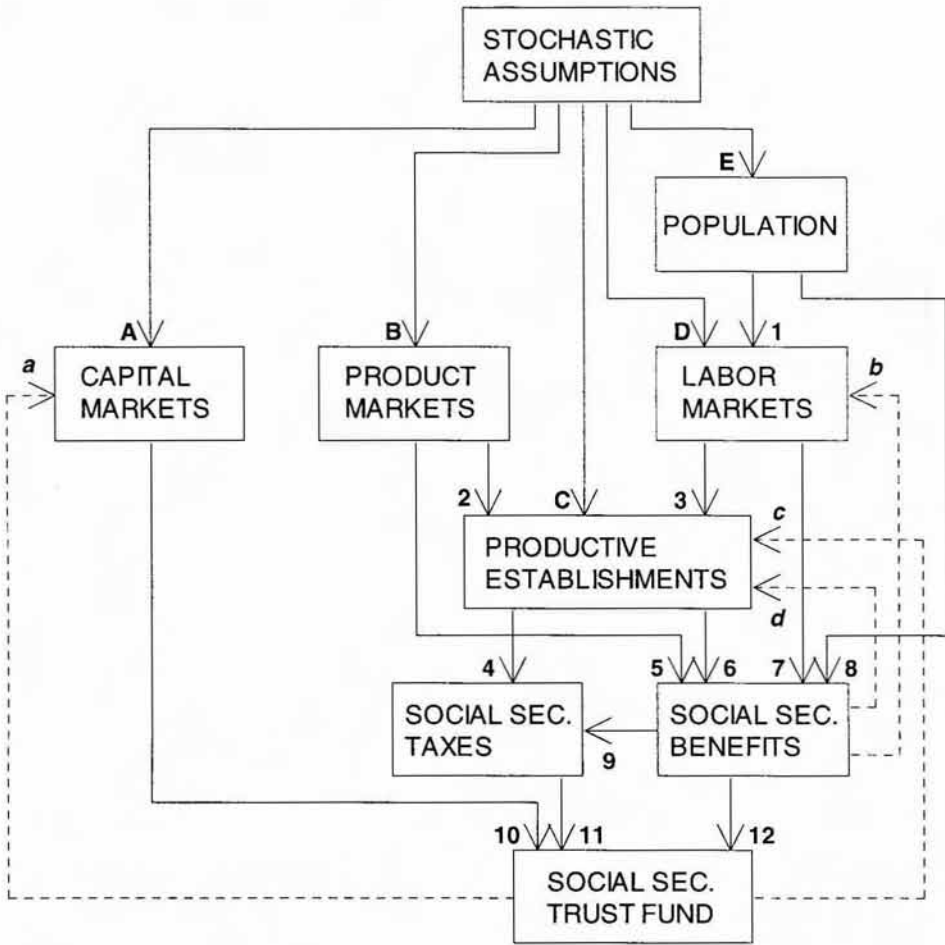 STOCHASTIC
ASSUMPTIONS
E
POPULATION
A
B
D
1
a
CAPITAL
MARKETS
PRODUCT
MARKETS
LABOR
MARKETS
b
2
C
3
c
PRODUCTIVE
ESTABLISHMENTS
d
4
5
6
7
8
SOCIAL SEC.
TAXES
9
SOCIAL SEC.
BENEFITS
10
11
12
SOCIAL SEC.
TRUST FUND